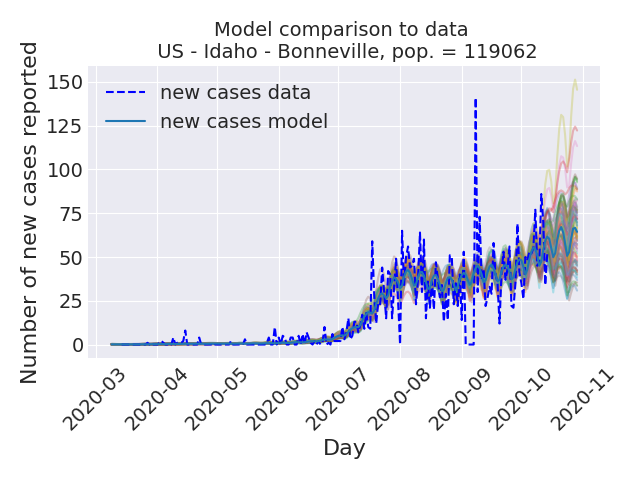 Model comparison to data
US - Idaho - Bonneville, pop. = 119062
Number of new cases reported
150
125
100
75
50
25
0
new cases data
new cases model
2020-03
2020-04
2020-05
2020-06
2020-07
2020-08
2020-09
2020-10
2020-11
Day